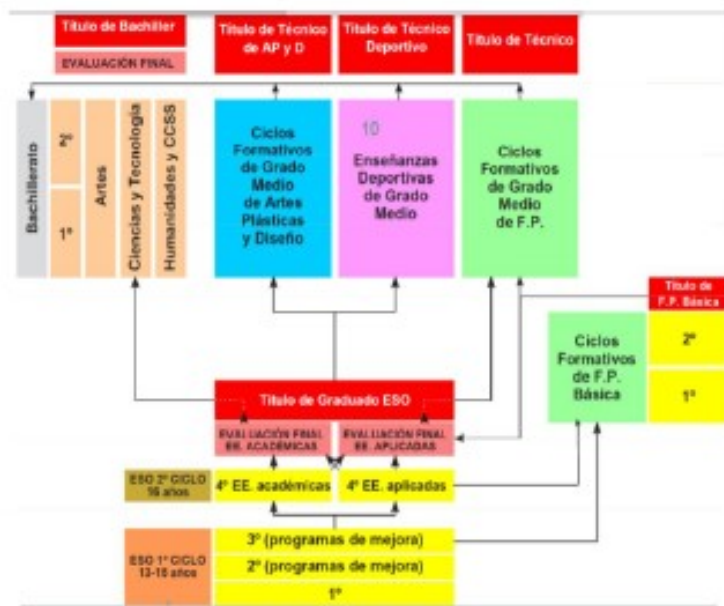 Título de Bachiller
EVALUACIÓN FINAL
Título de Técnico
de AP y D
Título de Técnico
Deportivo
Título de Técnico
Bachillerato
2º
1º
Artes
Ciencias y Tecnología
Humanidades y CCSS
Ciclos
Formativos
de Grado
Medio
de Artes
Plásticas
y Diseño
10
Enseñanzas
Deportivas
de Grado
Medio
Ciclos
Formativos
de Grado
Medio
de F.P.
Título de
F.P. Básica
2º
1º
Ciclos
Formativos
de F.P.
Básica
Título de Graduado ESO
EVALUACIÓN FINAL
EE. ACADÉMICAS
EVALUACIÓN FINAL
EE. APLICADAS
ESO 2º CICLO
16 años
4º EE. académicas
4º EE. aplicadas
ESO 1º CICLO
13-15 años
3º (programas de mejora)
2º (programas de mejora)
1º